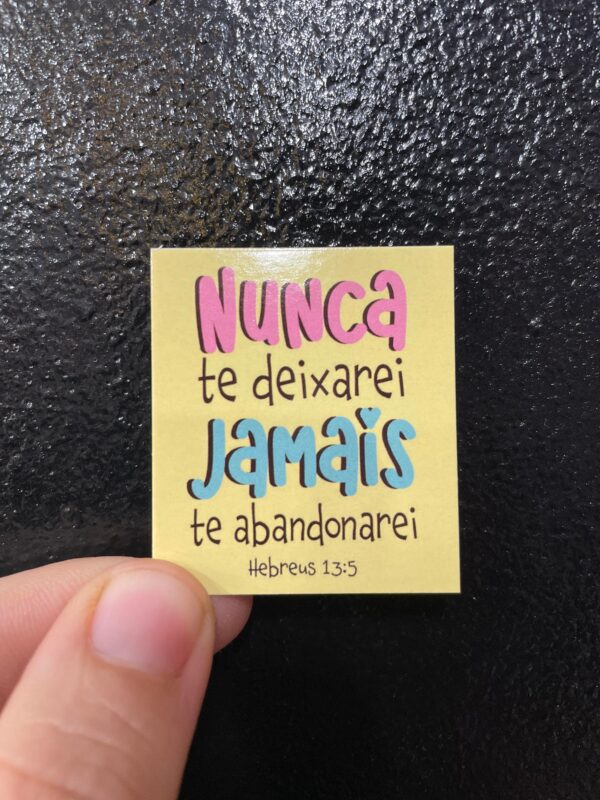 NUNCA
te deixarei
JAMAIS
te abandonarei
Hebreus 13:5